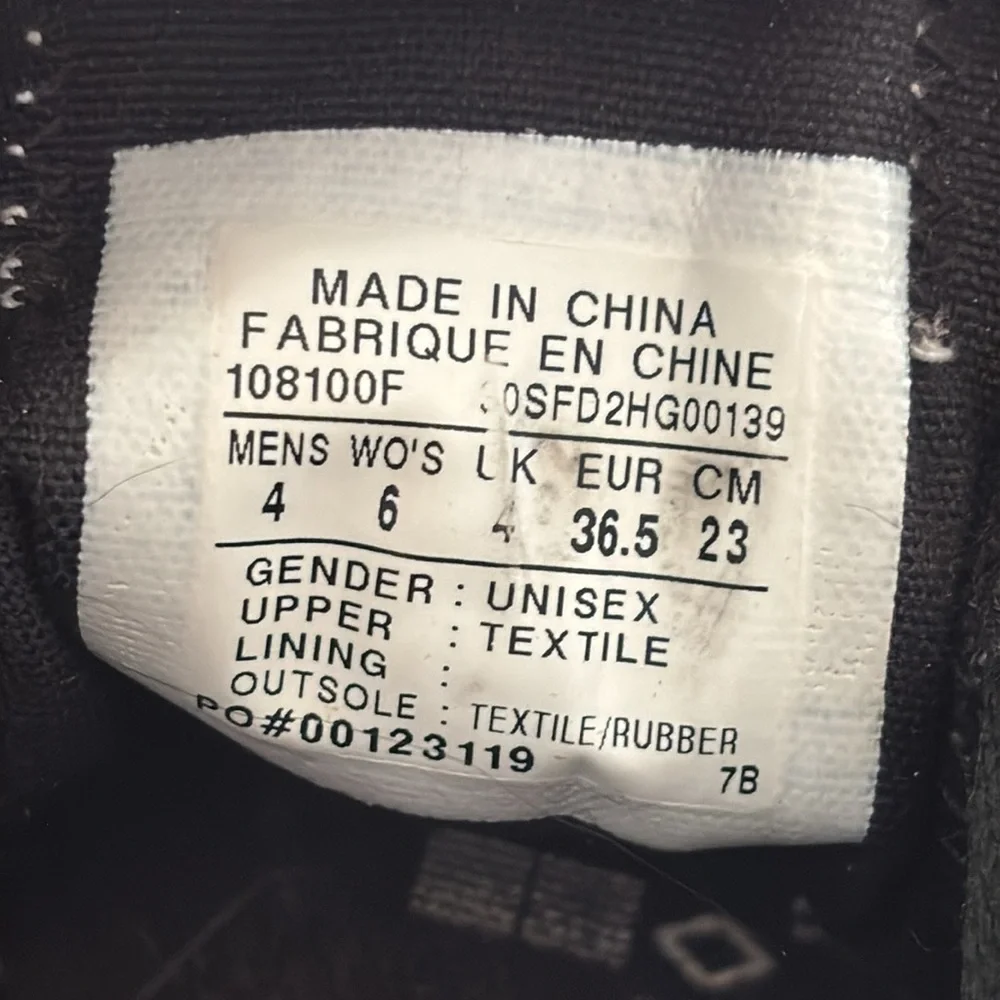 MADE IN CHINA
FABRIQUE EN CHINE
108100F 0SFD2HG00139
MENS WO'S UK EUR CM
4 6 4 36.5 23
GENDER : UNISEX
UPPER : TEXTILE
LINING :
OUTSOLE : TEXTILE/RUBBER
PO#00123119
7B